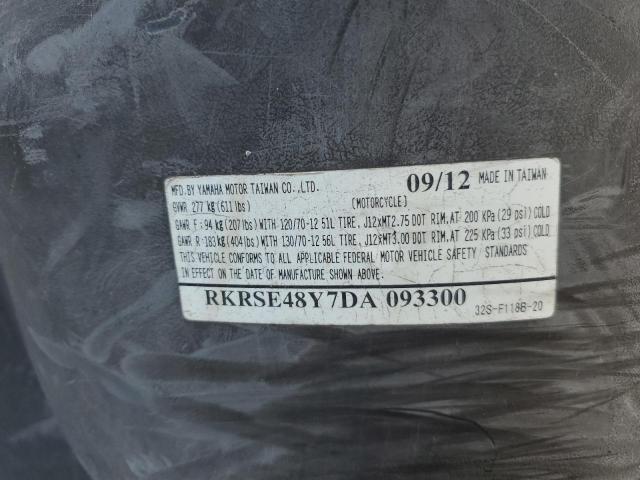 MFD.BY YAMAHA MOTOR TAIWAN CO.,LTD. 09/12 MADE IN TAIWAN
GVWR 277 kg(611 lbs) [MOTORCYCLE]
GAWR F:94 kg(207 lbs)WITH 120/70-12 51L TIRE, J12xMT2.75 DOT RIM,AT 200 KPa(29 psi)COLD
GAWR R:183 kg(404 lbs)WITH 130/70-12 56L TIRE, J12xMT3.00 DOT RIM,AT 225 KPa(33 psi)COLD
THIS VEHICLE CONFORMS TO ALL APPLICABLE FEDERAL MOTOR VEHICLE SAFETY STANDARDS
IN EFFECT ON THE DATE OF MANUFACTURE SHOWN ABOVE.
RKRSE48Y7DA 093300
32S-F118B-20